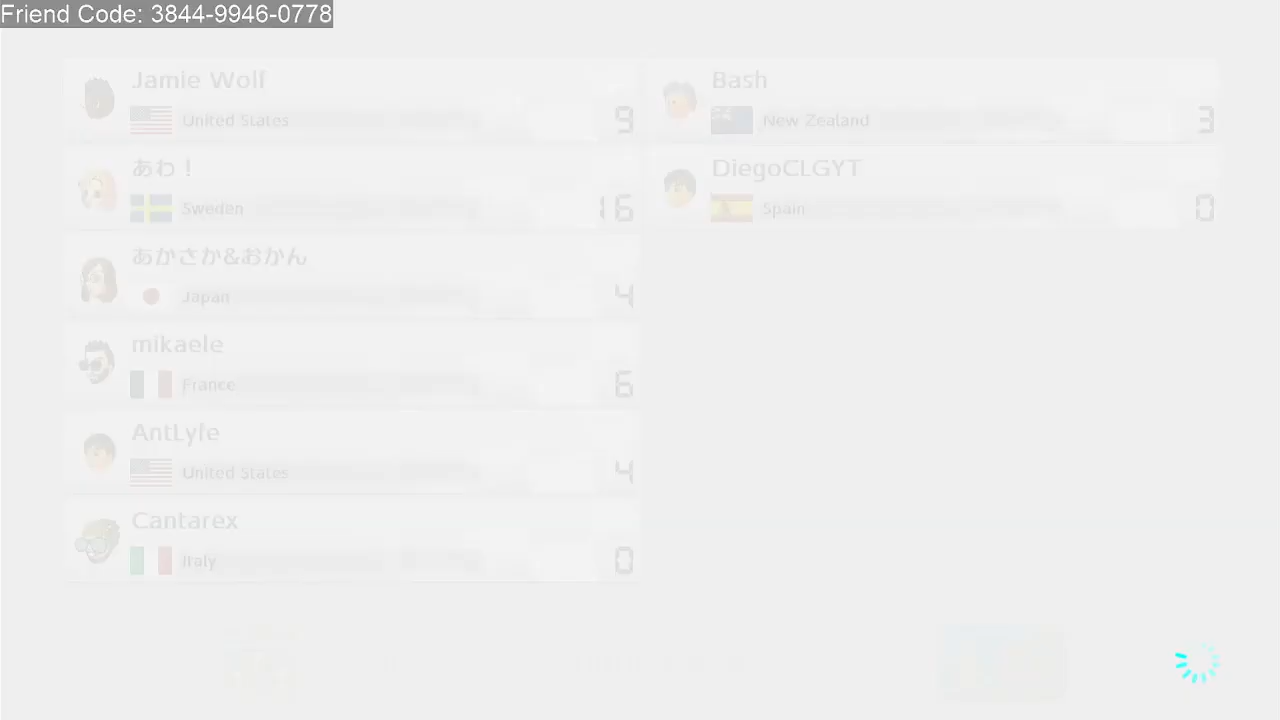 Friend Code: 3844-9946-0778
Jamie Wolf
United States
9
あわ！
Sweden
16
あかさか&おかん
Japan
4
mikaele
France
6
AntLyfe
United States
4
Cantarex
Italy
0
Bash
New Zealand
3
DiegoCLGYT
Spain
0